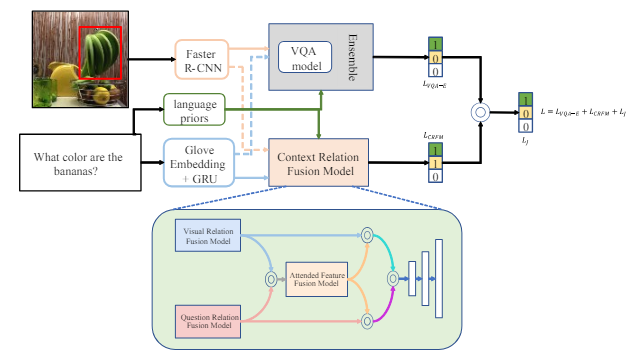 Faster
R-CNN
VQA
model
Ensemble
1
0
0
L_{VQA-E}
language
priors
1
0
0
L_J
L = L_{VQA-E} + L_{CRFM} + L_J
What color are the
bananas?
Glove
Embedding
+ GRU
Context Relation
Fusion Model
L_{CRFM}
0
1
0
Visual Relation
Fusion Model
Attended Feature
Fusion Model
Question Relation
Fusion Model